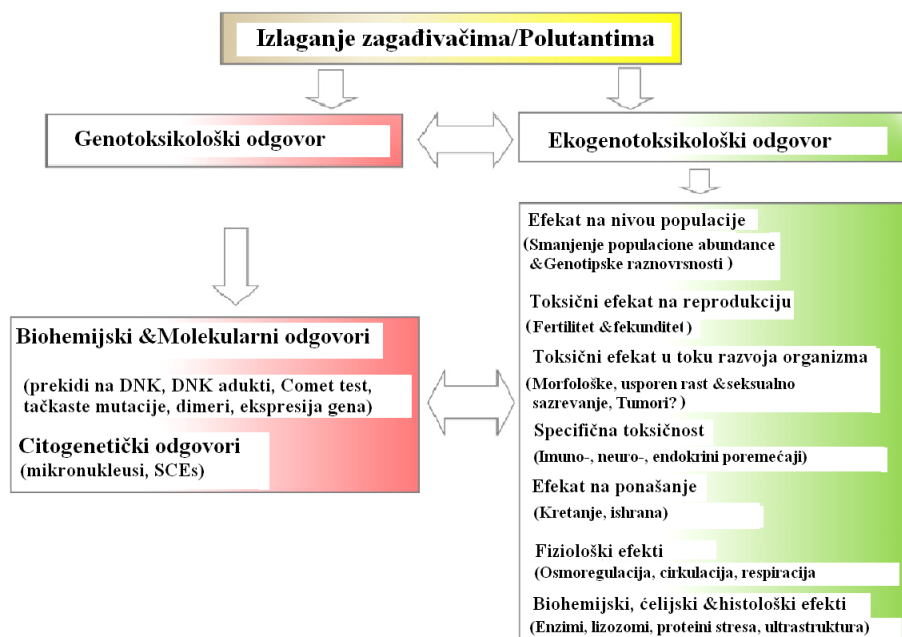 Izlaganje zagađivačima/Polutantima
Genotoksikološki odgovor
Ekogenotoksikološki odgovor
Biohemijski &Molekularni odgovori
(prekidi na DNK, DNK adukti, Comet test,
tačkaste mutacije, dimeri, ekspresija gena)
Citogenetički odgovori
(mikronukleusi, SCEs)
Efekat na nivou populacije
(Smanjenje populacione abundance
&Genotipske raznovrsnosti )
Toksični efekat na reprodukciju
(Fertilitet &fekunditet)
Toksični efekat u toku razvoja organizma
(Morfološke, usporen rast &seksualno
sazrevanje, Tumori? )
Specifična toksičnost
(Imuno-, neuro-, endokrini poremećaji)
Efekat na ponašanje
(Kretanje, ishrana)
Fiziološki efekti
(Osmoregulacija, cirkulacija, respiracija
Biohemijski, ćelijski &histološki efekti
(Enzimi, lizozomi, proteini stresa, ultrastruktura)